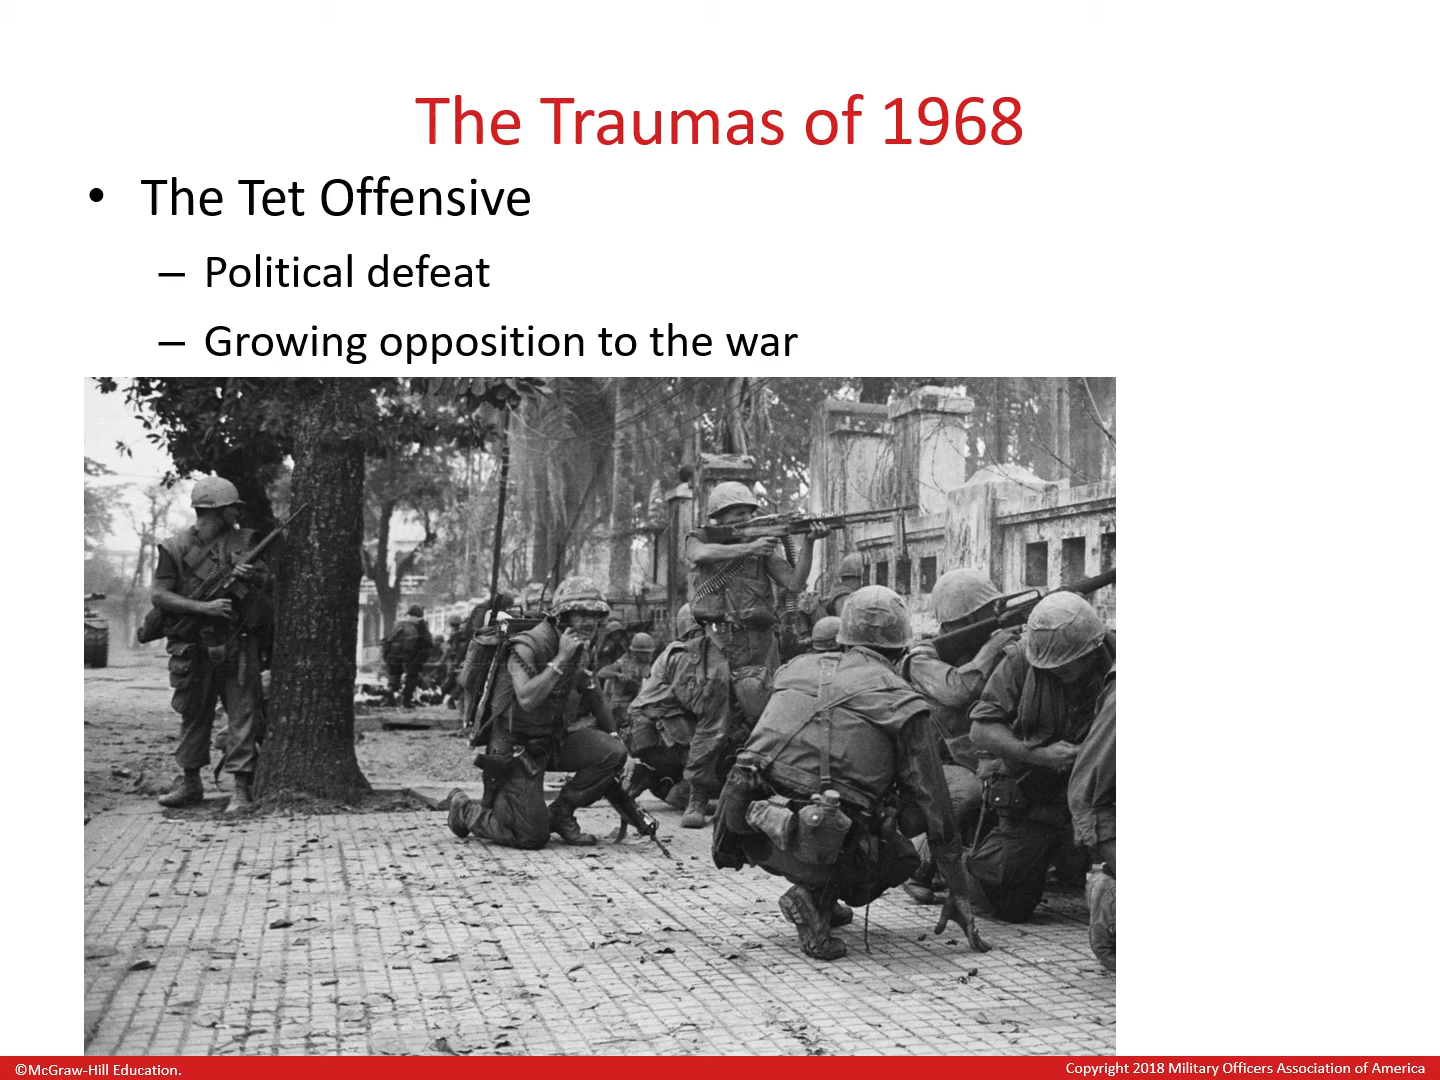 The Traumas of 1968
• The Tet Offensive
– Political defeat
– Growing opposition to the war
©McGraw-Hill Education.
Copyright 2018 Military Officers Association of America